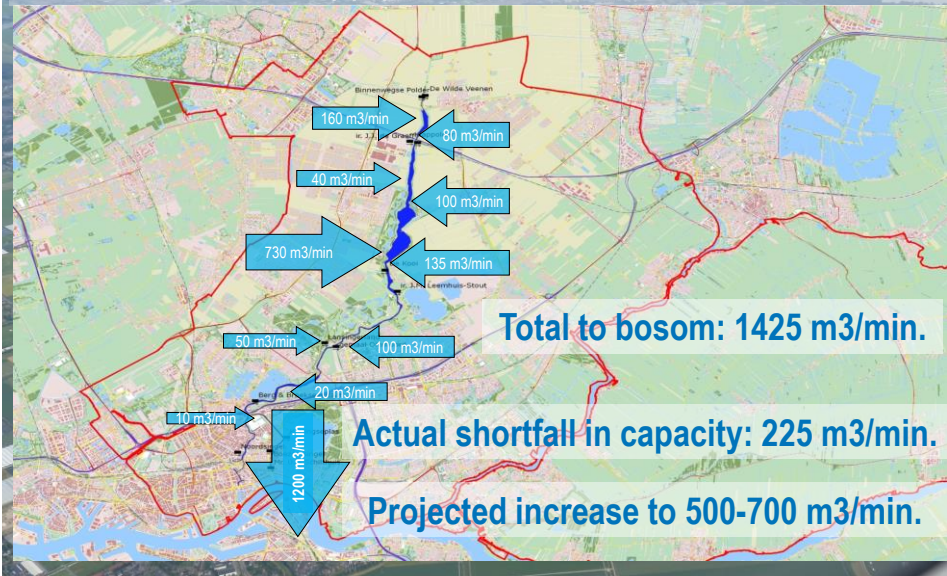 Binnenwegse Polder De Wilde Veenen
160 m3/min
80 m3/min
40 m3/min
100 m3/min
730 m3/min
135 m3/min
Leemhuis-Stout
Total to bosom: 1425 m3/min.
50 m3/min
100 m3/min
20 m3/min
Berg &
10 m3/min
1200 m3/min
Actual shortfall in capacity: 225 m3/min.
Projected increase to 500-700 m3/min.